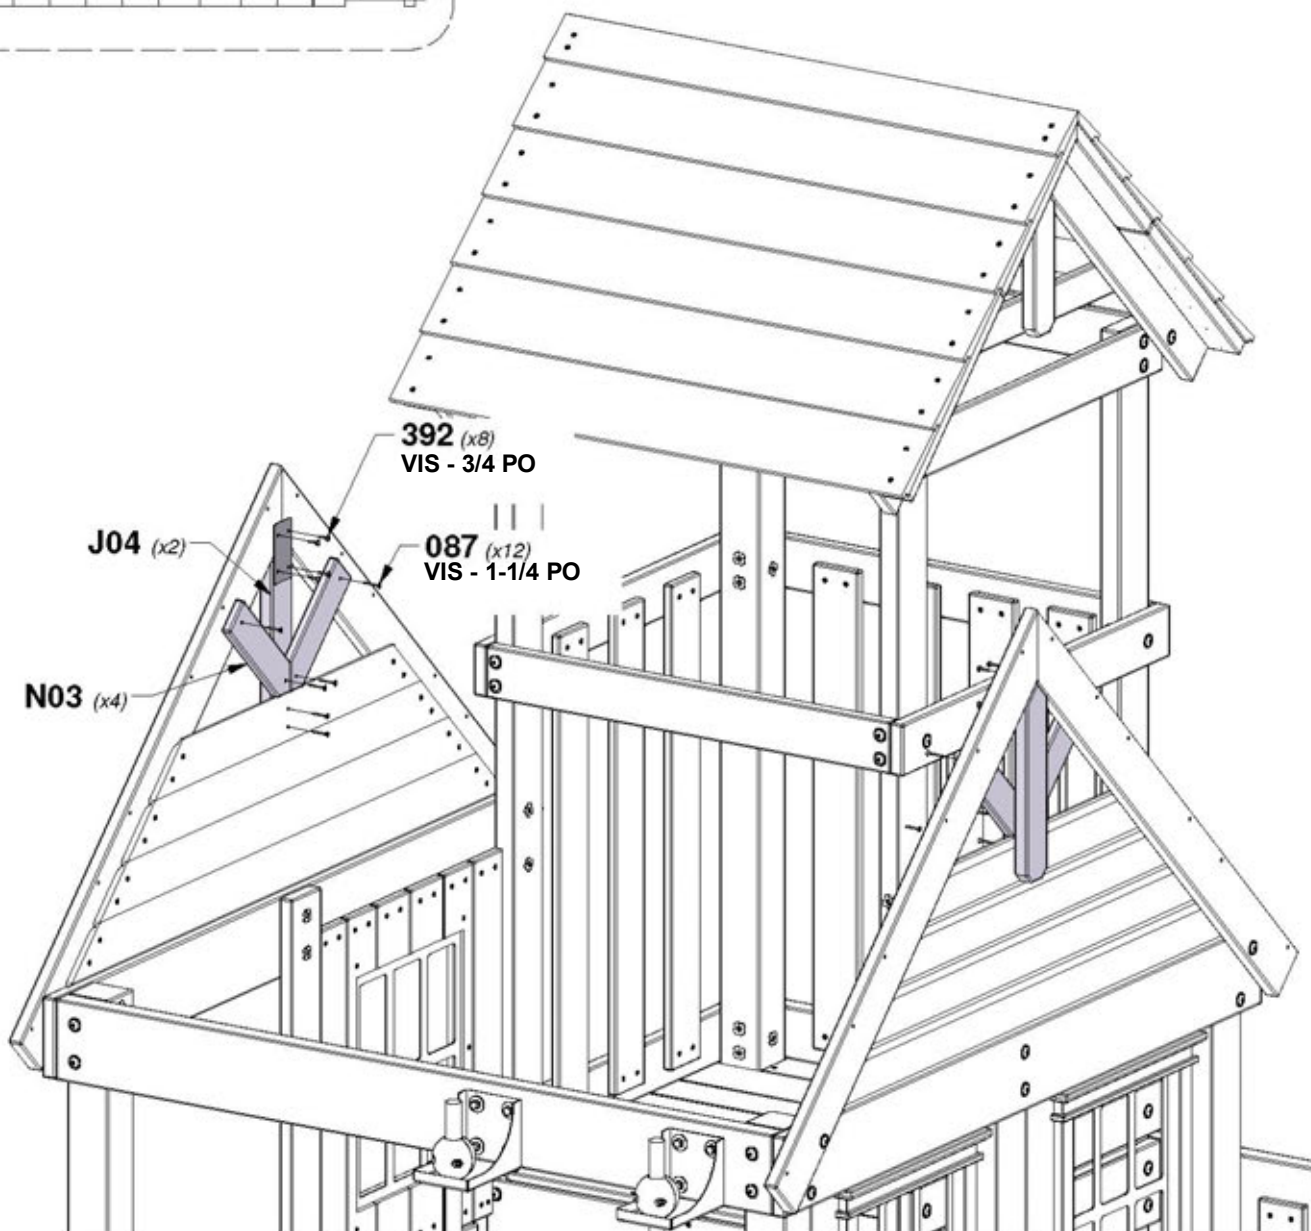 392 (x8)
VIS - 3/4 PO
J04 (x2)
087 (x12)
VIS - 1-1/4 PO
N03 (x4)